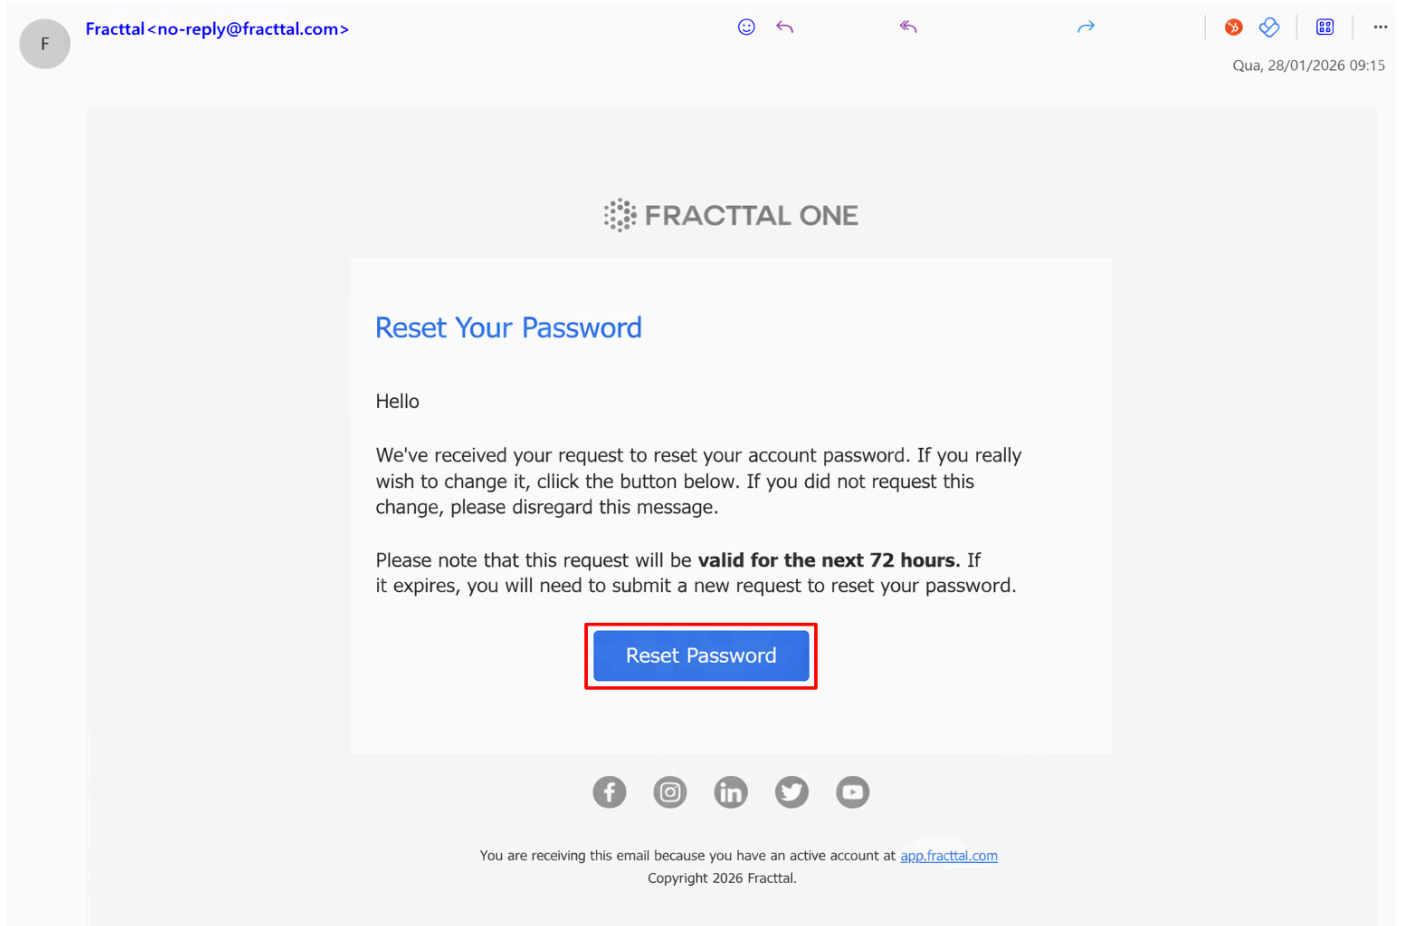 F
Fracttal<no-reply@fracttal.com>
Qua, 28/01/2026 09:15
FRACTTAL ONE
Reset Your Password
Hello
We've received your request to reset your account password. If you really
wish to change it, cliick the button below. If you did not request this
change, please disregard this message.
Please note that this request will be valid for the next 72 hours. If
it expires, you will need to submit a new request to reset your password.
Reset Password
You are receiving this email because you have an active account at app.fracttal.com
Copyright 2026 Fracttal.